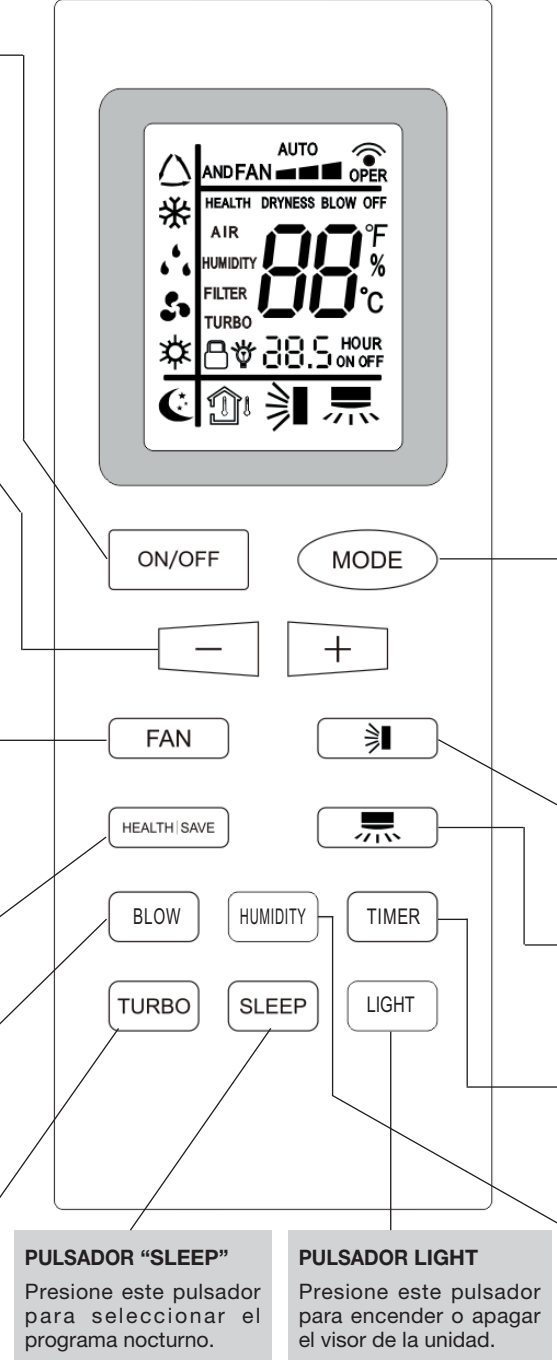 AUTO
AND FAN OPER
HEALTH DRYNESS BLOW OFF
AIR
HUMIDITY
FILTER
TURBO
88 °F % °C
28.5 HOUR
ON OFF
ON/OFF MODE
− +
FAN
HEALTH | SAVE
BLOW HUMIDITY TIMER
TURBO SLEEP LIGHT
PULSADOR “SLEEP”
Presione este pulsador
para seleccionar el
programa nocturno.
PULSADOR LIGHT
Presione este pulsador
para encender o apagar
el visor de la unidad.